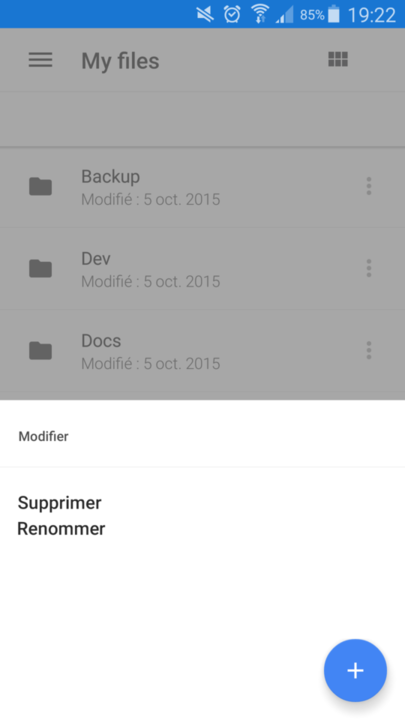 85% 19:22
My files
Backup
Modifié : 5 oct. 2015
Dev
Modifié : 5 oct. 2015
Docs
Modifié : 5 oct. 2015
Modifier
Supprimer
Renommer
+